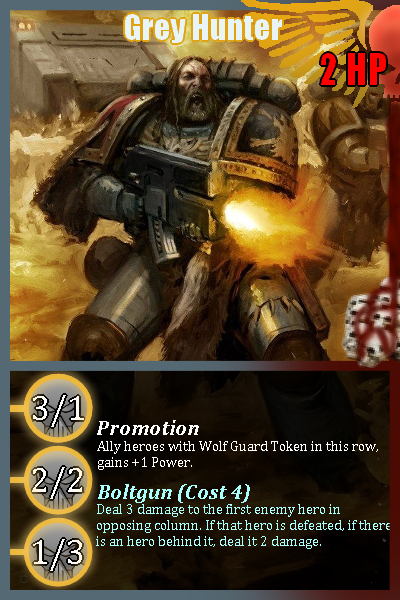 Grey Hunter
2 HP
3/1
2/2
1/3
Promotion
Ally heroes with Wolf Guard Token in this row,
gains +1 Power.
Boltgun (Cost 4)
Deal 3 damage to the first enemy hero in
opposing column. If that hero is defeated, if there
is an hero behind it, deal it 2 damage.